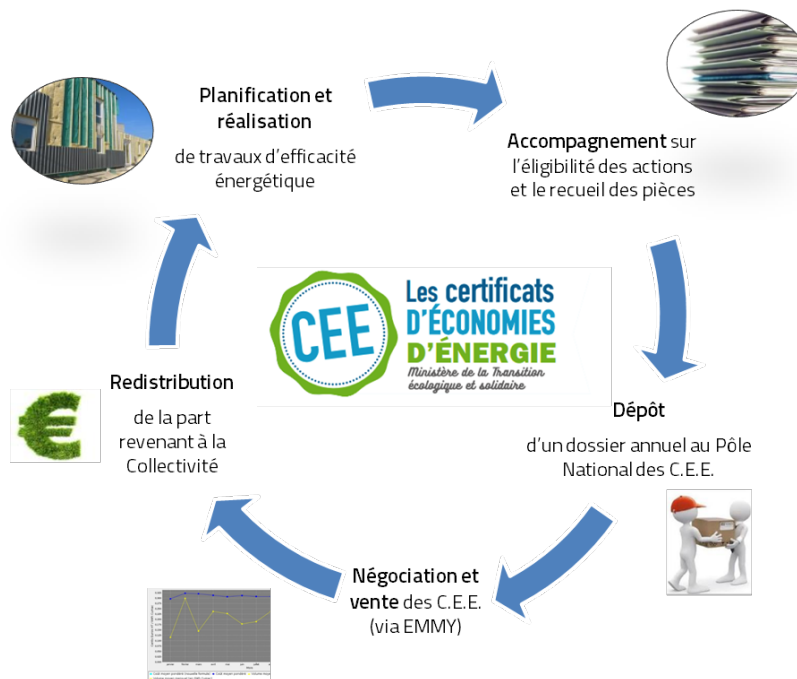 Planification et
réalisation
de travaux d'efficacité
énergétique
Accompagnement sur
l'éligibilité des actions
et le recueil des pièces
CEE
Les certificats
D'ÉCONOMIES
D'ÉNERGIE
Ministère de la Transition
écologique et solidaire
Dépôt
d'un dossier annuel au Pôle
National des C.E.E.
Négociation et
vente des C.E.E.
(via EMMY)
Redistribution
de la part
revenant à la
Collectivité